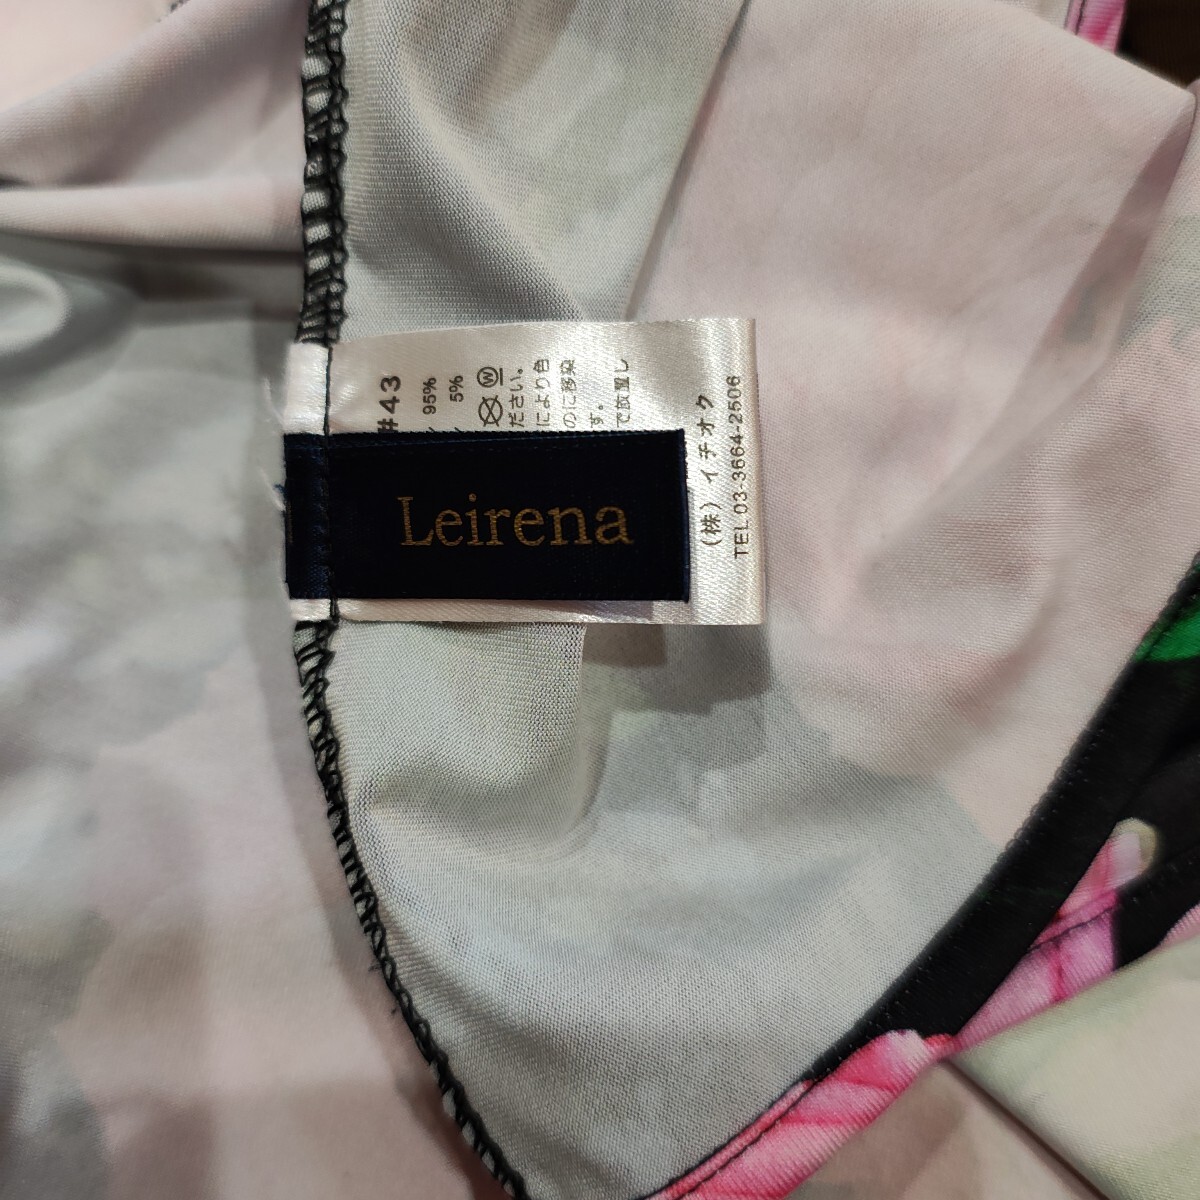 Leirena
#43
95%
5%
W
ださい。
により色
のに移染
す。
で放置し
(株) イチオク
TEL 03-3664-2506